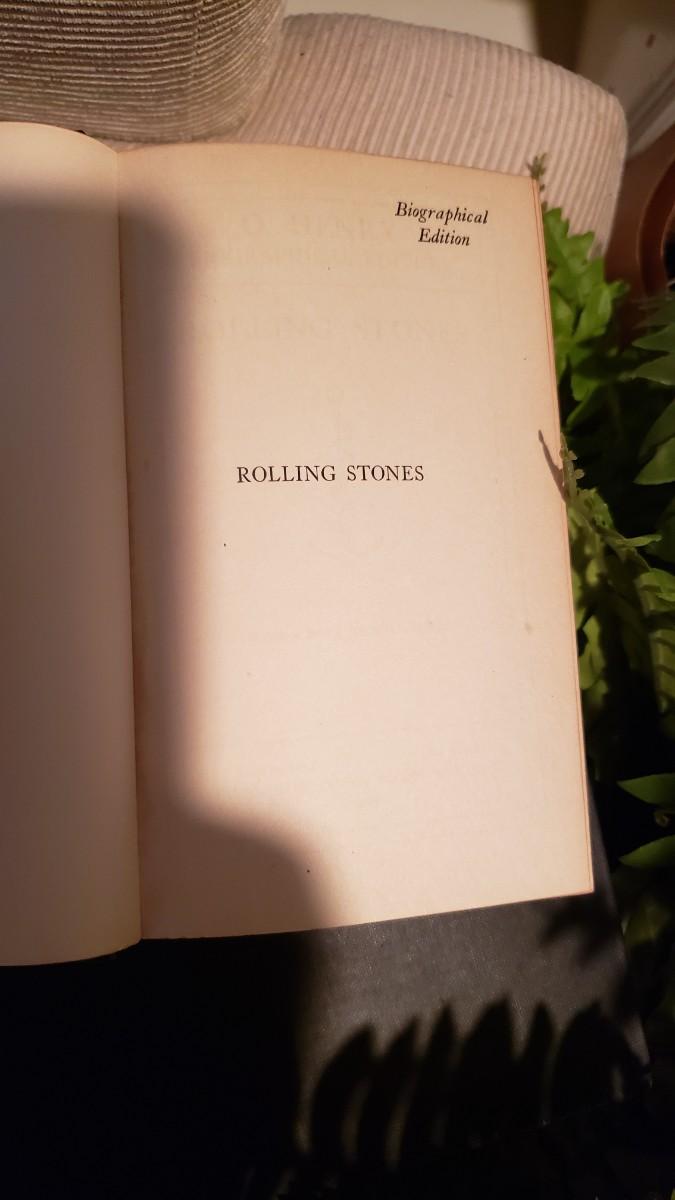 Biographical
Edition
ROLLING STONES